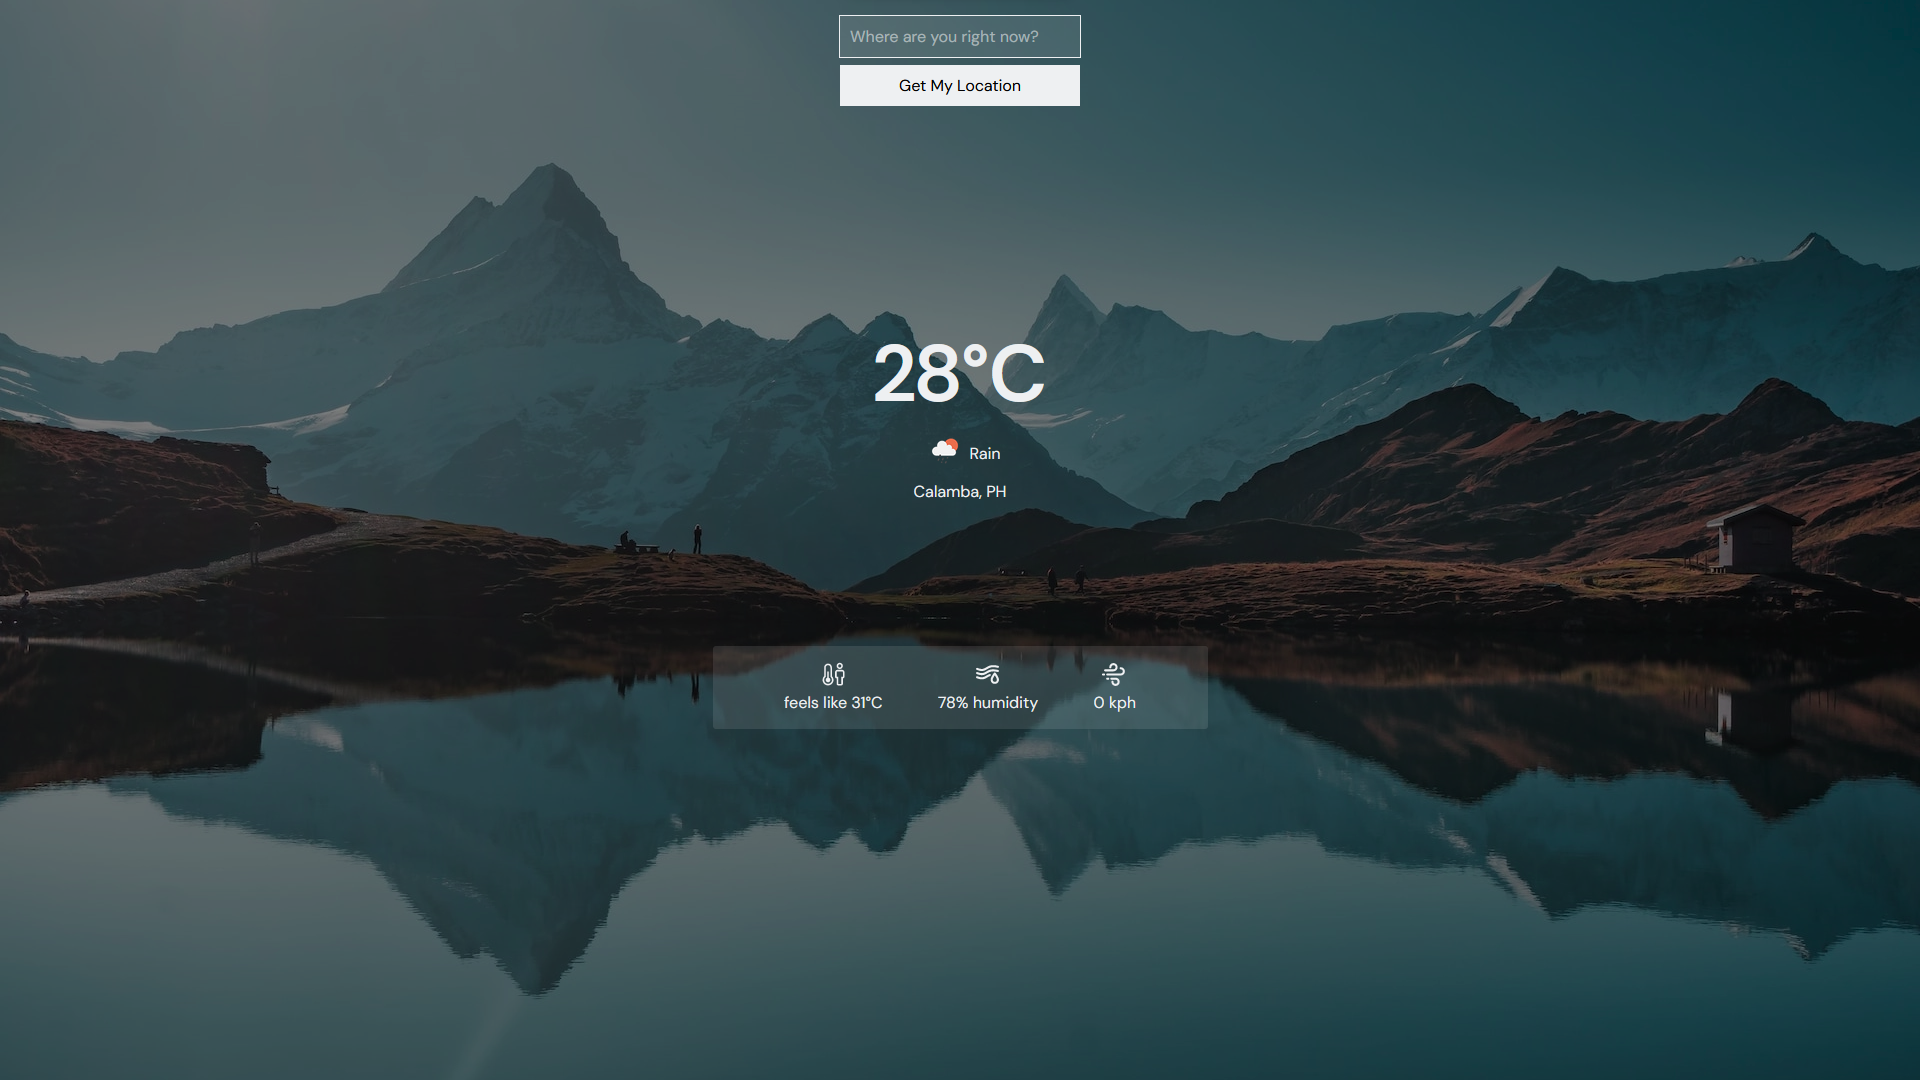 Where are you right now?
Get My Location
28°C
Rain
Calamba, PH
feels like 31°C
78% humidity
0 kph